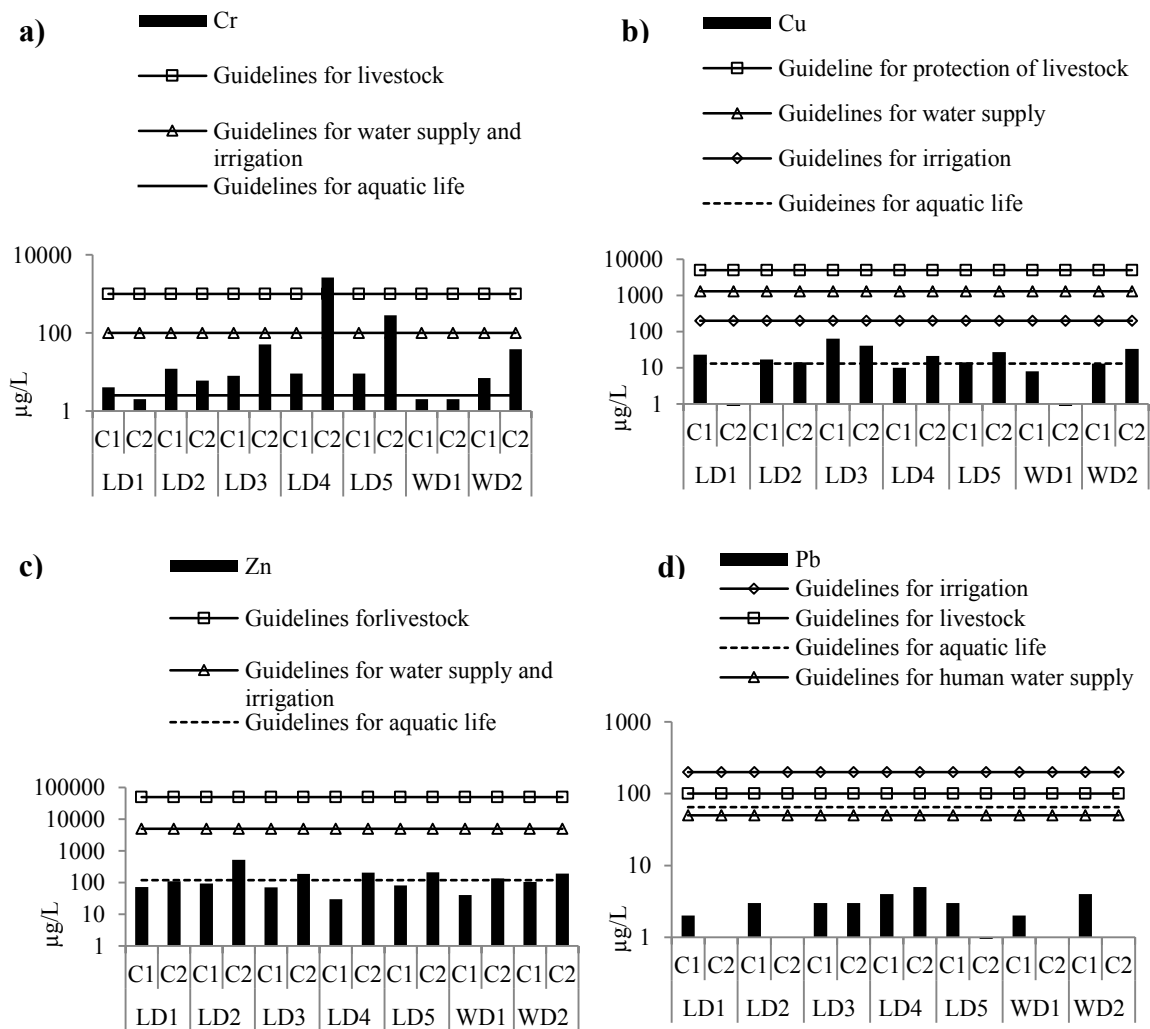 a)
Cr
Guidelines for livestock
Guidelines for water supply and
irrigation
Guidelines for aquatic life
10000
100
1
µg/L
C1 C2 C1 C2 C1 C2 C1 C2 C1 C2 C1 C2 C1 C2
LD1 LD2 LD3 LD4 LD5 WD1 WD2
b)
Cu
Guideline for protection of livestock
Guidelines for water supply
Guidelines for irrigation
Guideines for aquatic life
10000
1000
100
10
1
µg/L
C1 C2 C1 C2 C1 C2 C1 C2 C1 C2 C1 C2 C1 C2
LD1 LD2 LD3 LD4 LD5 WD1 WD2
c)
Zn
Guidelines forlivestock
Guidelines for water supply and
irrigation
Guidelines for aquatic life
100000
10000
1000
100
10
1
µg/L
C1 C2 C1 C2 C1 C2 C1 C2 C1 C2 C1 C2 C1 C2
LD1 LD2 LD3 LD4 LD5 WD1 WD2
d)
Pb
Guidelines for irrigation
Guidelines for livestock
Guidelines for aquatic life
Guidelines for human water supply
1000
100
10
1
µg/L
C1 C2 C1 C2 C1 C2 C1 C2 C1 C2 C1 C2 C1 C2
LD1 LD2 LD3 LD4 LD5 WD1 WD2